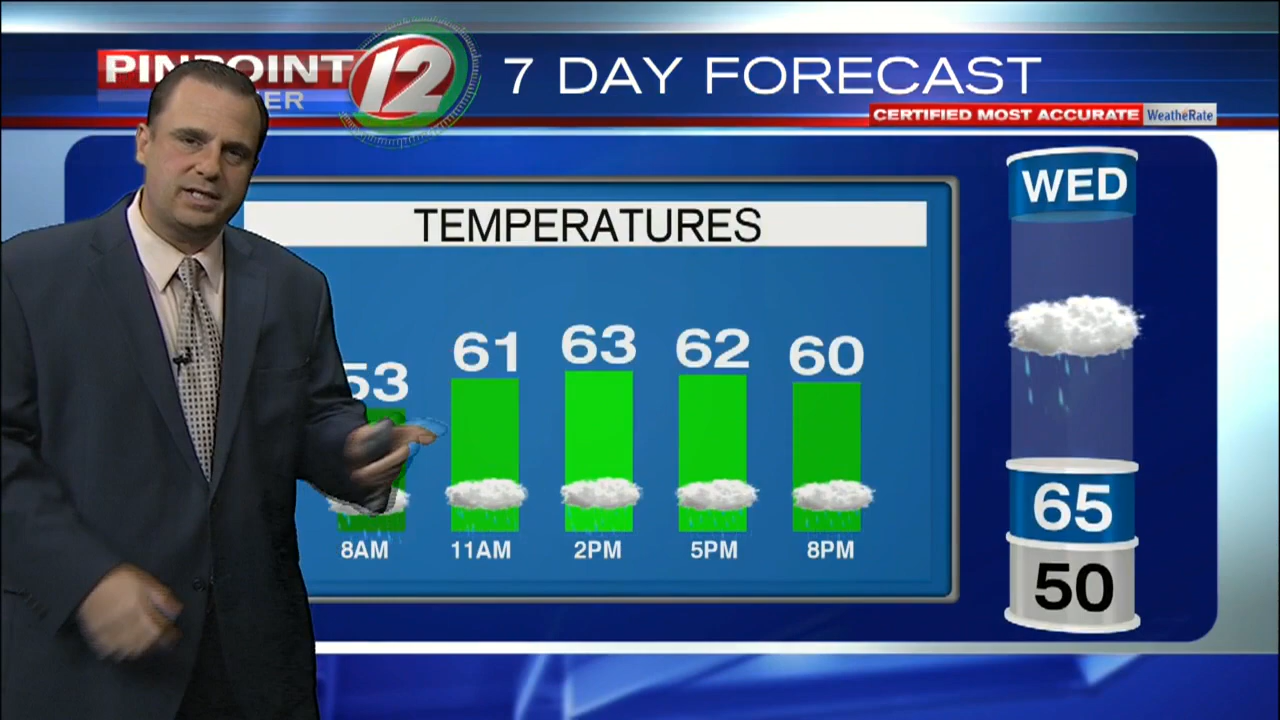 PINPOINT 12
7 DAY FORECAST
CERTIFIED MOST ACCURATE WeatheRate
WED
TEMPERATURES
53 61 63 62 60
8AM 11AM 2PM 5PM 8PM
65
50